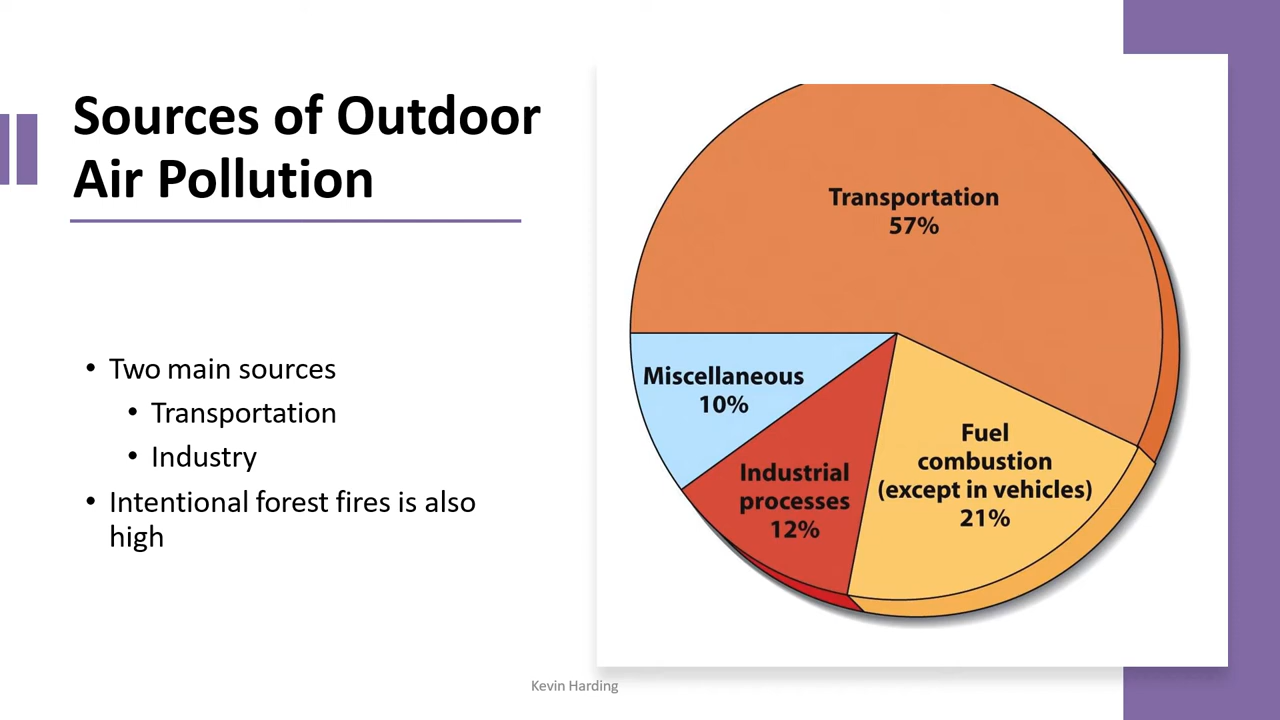 Sources of Outdoor
Air Pollution
• Two main sources
• Transportation
• Industry
• Intentional forest fires is also
high
Transportation
57%
Miscellaneous
10%
Industrial
processes
12%
Fuel
combustion
(except in vehicles)
21%
Kevin Harding